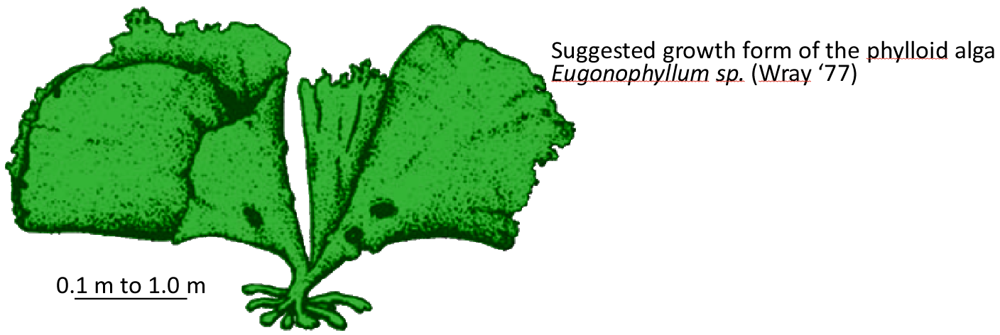 Suggested growth form of the phylloid alga
Eugonophyllum sp. (Wray ‘77)
0.1 m to 1.0 m